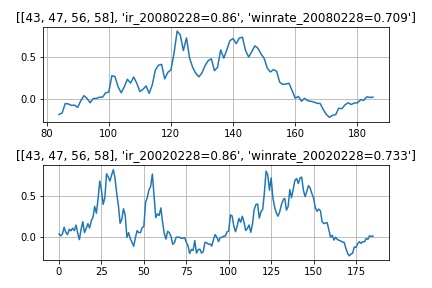 [[43, 47, 56, 58], 'ir_20080228=0.86', 'winrate_20080228=0.709']
0.5
0.0
80 100 120 140 160 180
[[43, 47, 56, 58], 'ir_20020228=0.86', 'winrate_20020228=0.733']
0.5
0.0
0 25 50 75 100 125 150 175